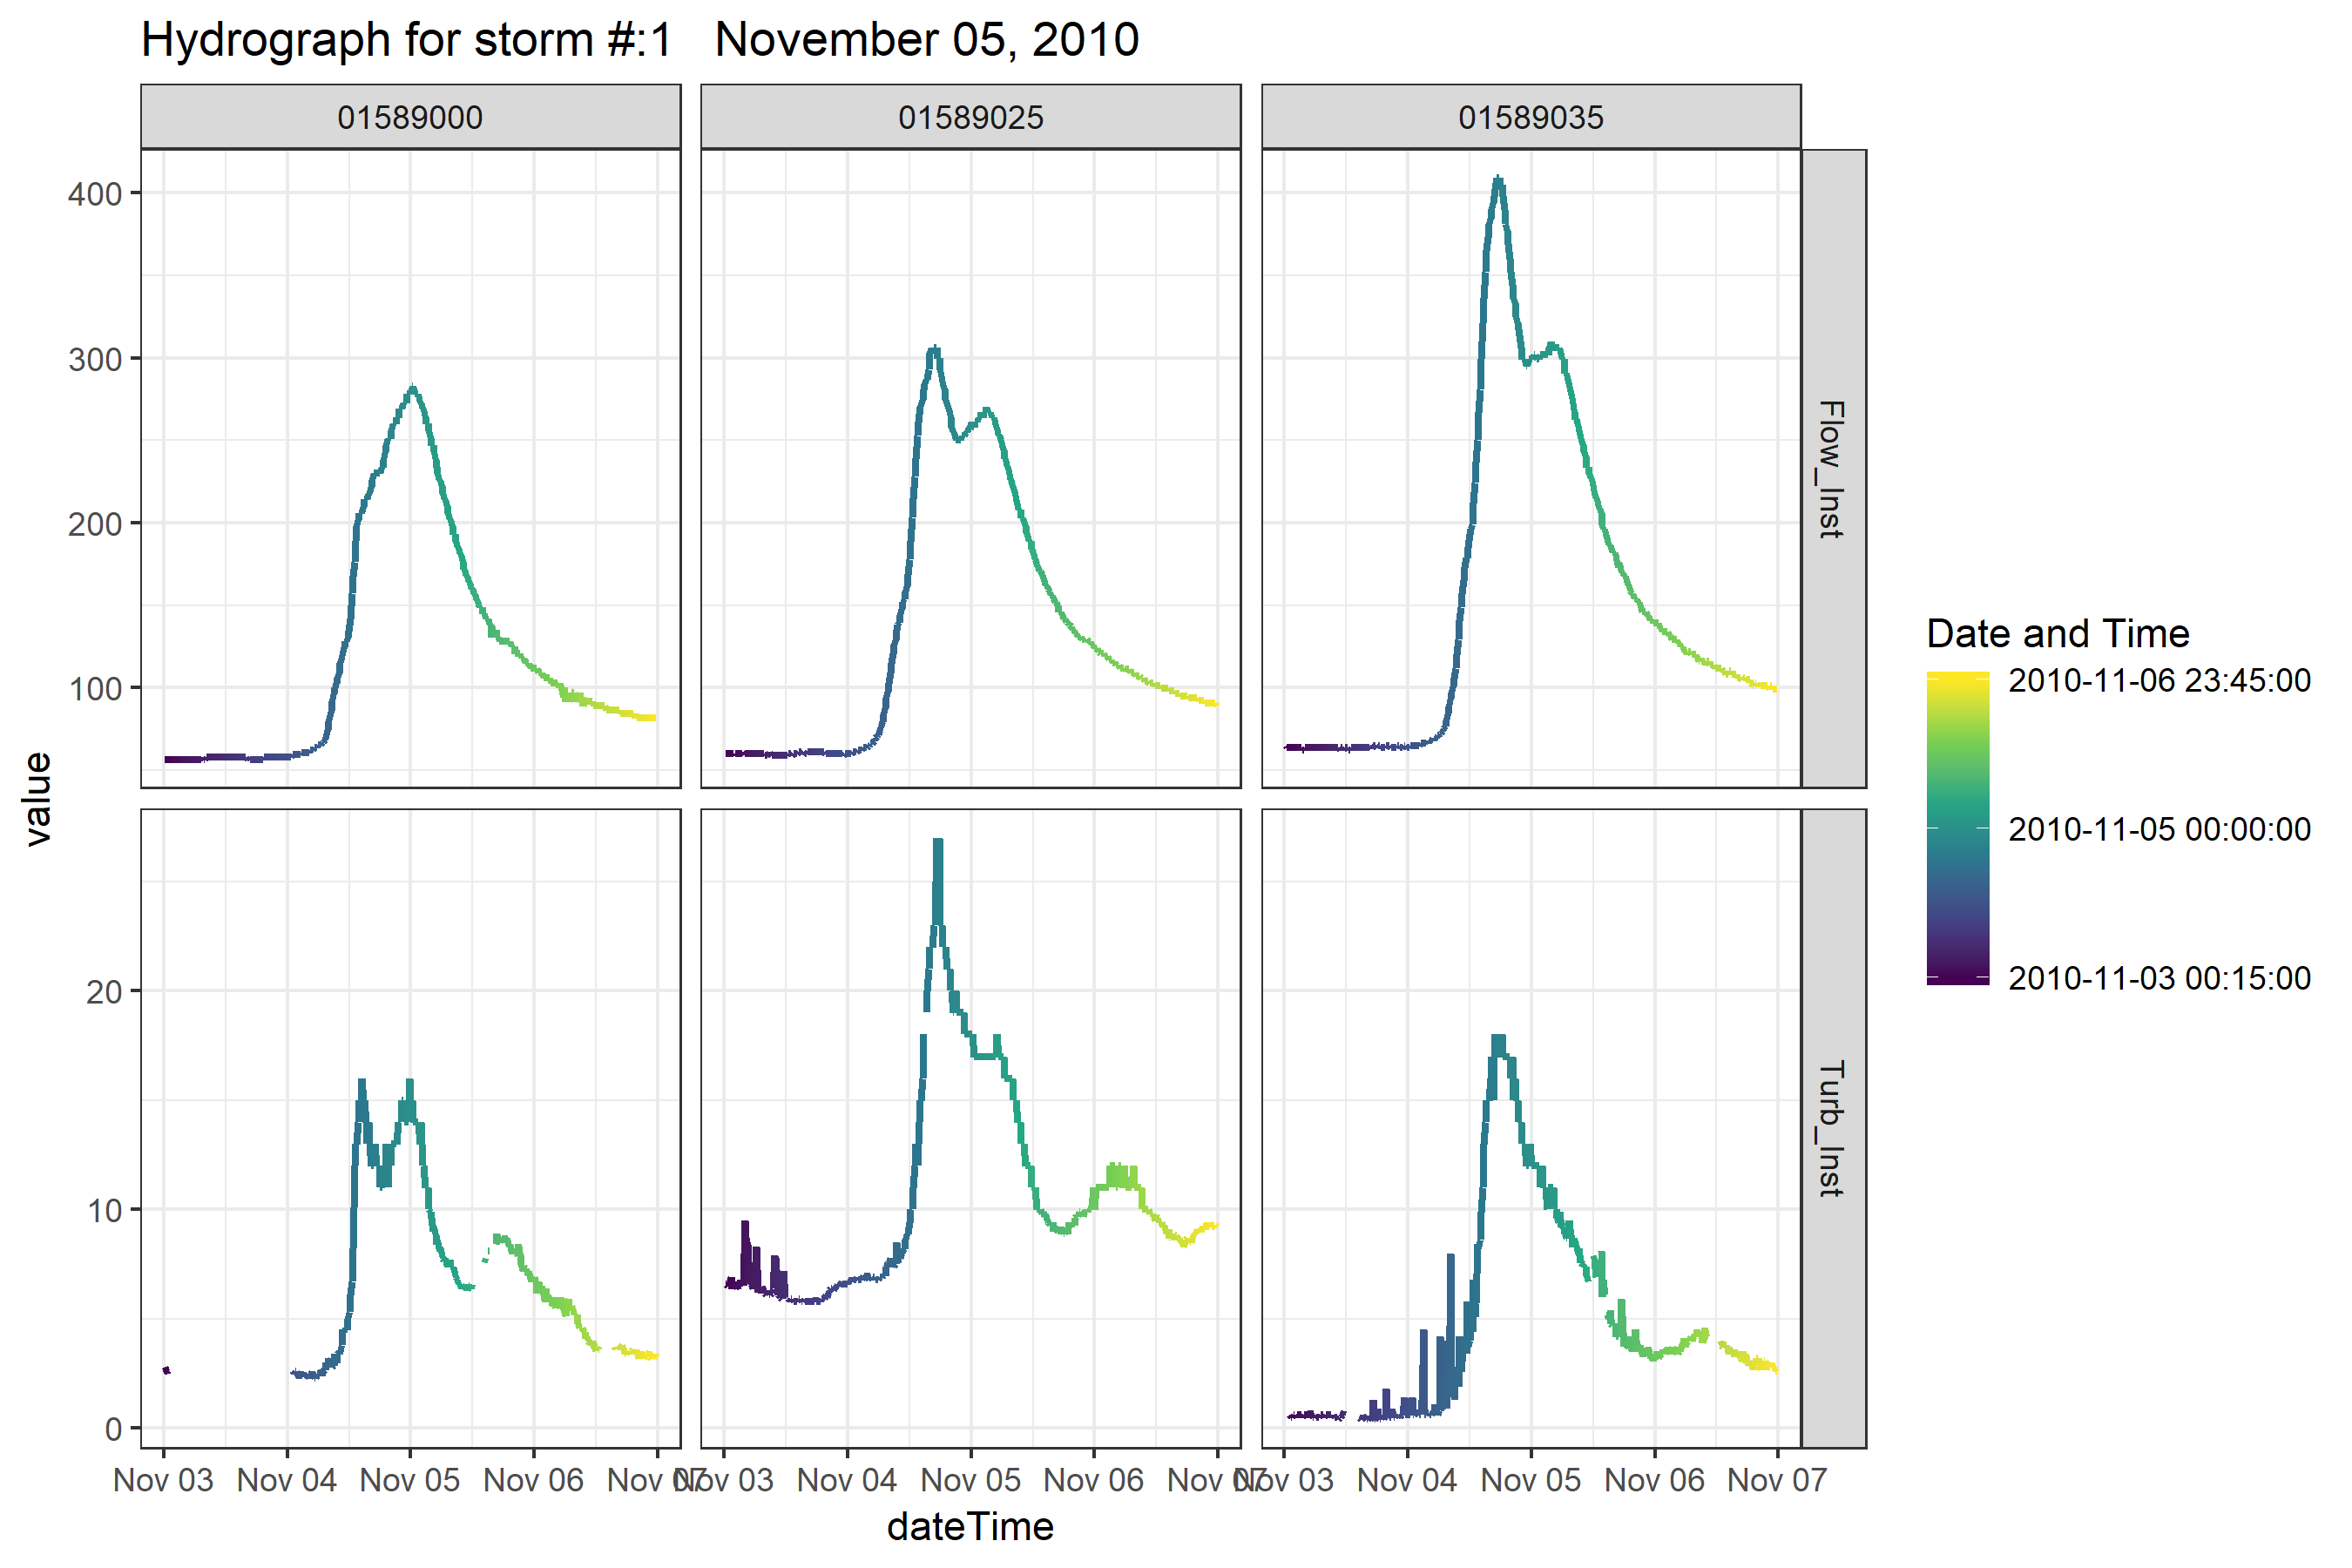 Hydrograph for storm #:1   November 05, 2010
01589000
01589025
01589035
400
300
200
100
Flow_Inst
20
10
0
Turb_Inst
value
Nov 03 Nov 04 Nov 05 Nov 06 Nov 07
Nov 03 Nov 04 Nov 05 Nov 06 Nov 07
Nov 03 Nov 04 Nov 05 Nov 06 Nov 07
dateTime
Date and Time
2010-11-06 23:45:00
2010-11-05 00:00:00
2010-11-03 00:15:00